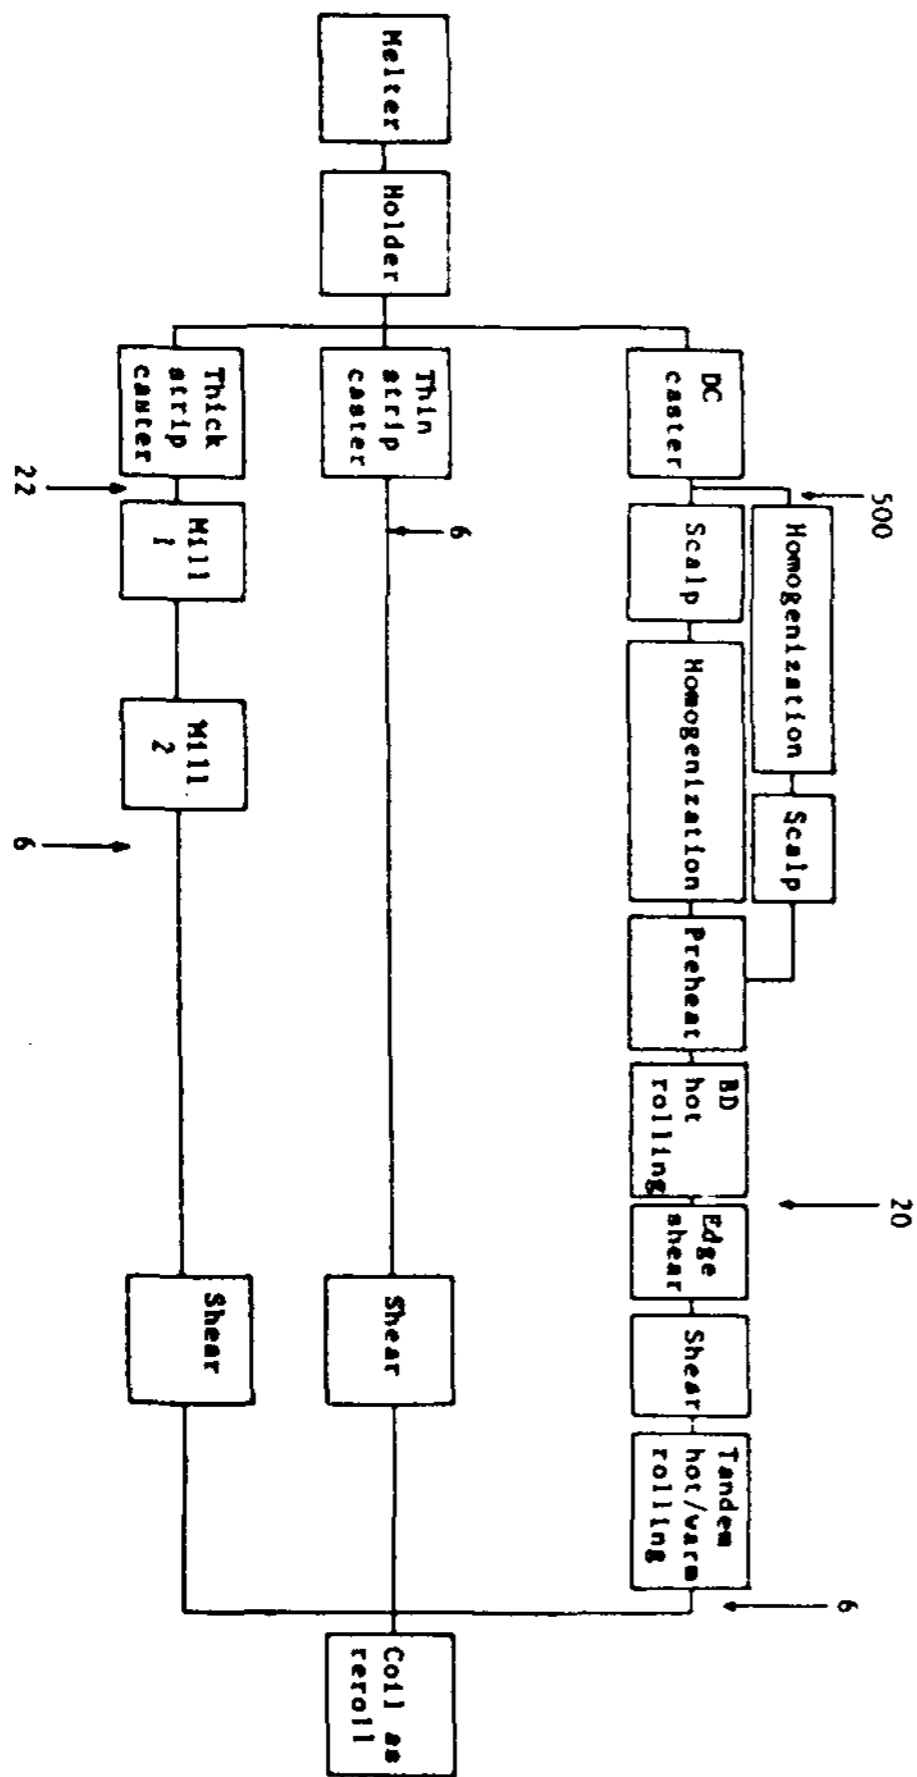 500
20
6
Homogenization
Scalp
DC
caster
Scalp
Homogenization
Preheat
BD
hot
rolling
Edge
shear
Shear
Tandem
hot/warm
rolling
6
Melter
Holder
Thin
strip
caster
Shear
Coil as
reroll
Thick
strip
caster
Mill
1
Mill
2
Shear
22
6